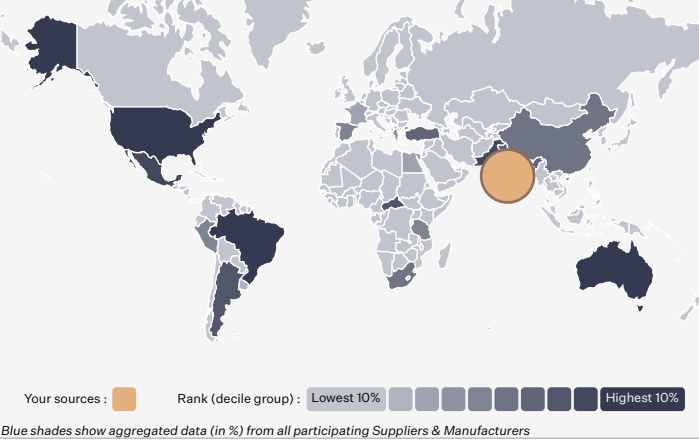 Your sources : Rank (decile group) : Lowest 10% Highest 10%
Blue shades show aggregated data (in %) from all participating Suppliers & Manufacturers